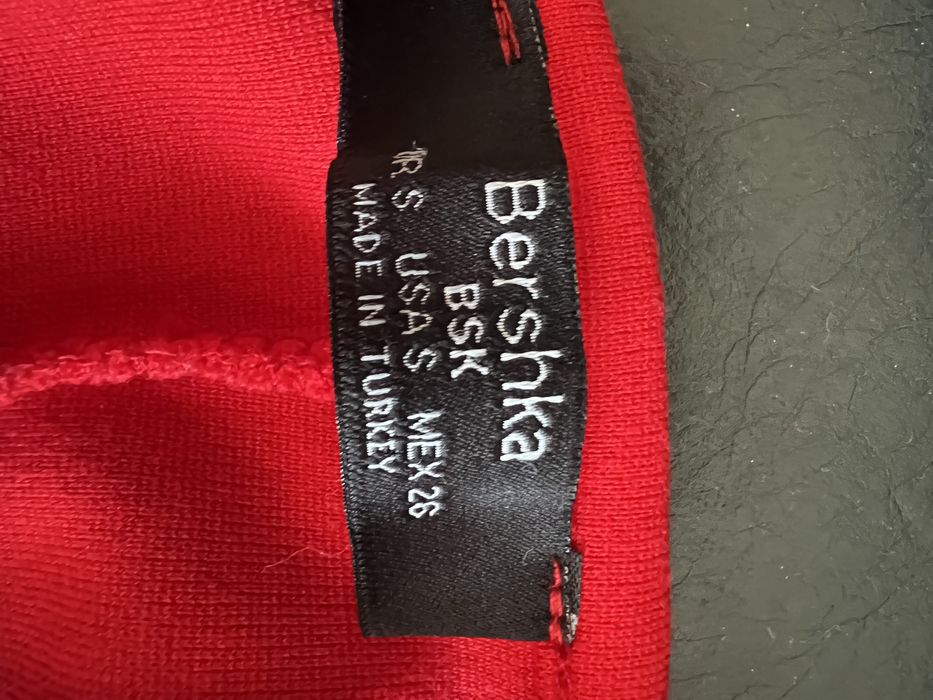 Bershka
BSK
S USA S MEX 26
MADE IN TURKEY